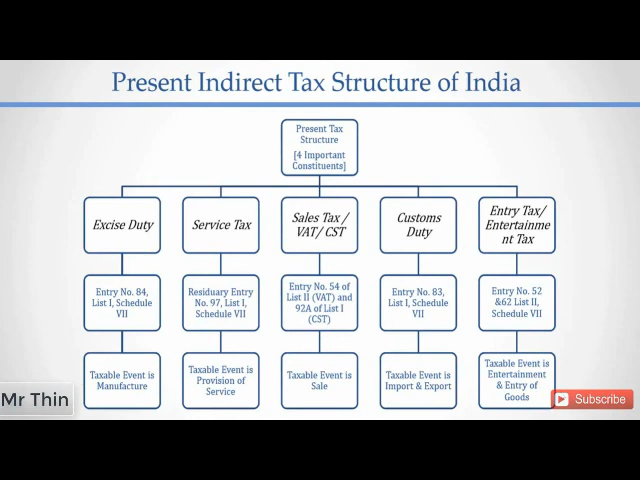 Present Indirect Tax Structure of India
Present Tax
Structure
[4 Important
Constituents]
Excise Duty
Service Tax
Sales Tax /
VAT/ CST
Customs
Duty
Entry Tax/
Entertainme
nt Tax
Entry No. 84,
List I, Schedule
VII
Residuary Entry
No. 97, List I,
Schedule VII
Entry No. 54 of
List II (VAT) and
92A of List I
(CST)
Entry No. 83,
List I, Schedule
VII
Entry No. 52
&62 List II,
Schedule VII
Taxable Event is
Manufacture
Taxable Event is
Provision of
Service
Taxable Event is
Sale
Taxable Event is
Import & Export
Taxable Event is
Entertainment
& Entry of
Goods
Mr Thin
Subscribe